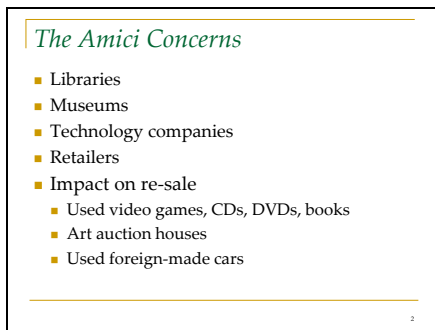 The Amici Concerns
Libraries
Museums
Technology companies
Retailers
Impact on re-sale
Used video games, CDs, DVDs, books
Art auction houses
Used foreign-made cars
2